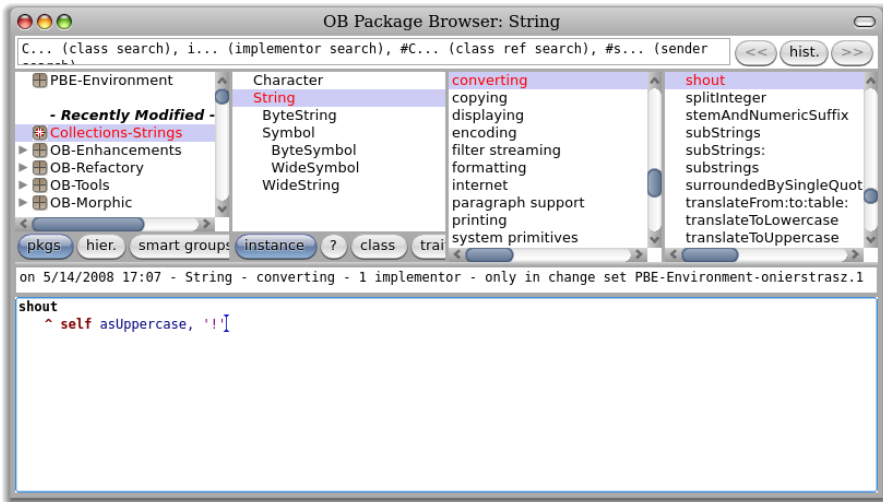 OB Package Browser: String
C... (class search), i... (implementor search), #C... (class ref search), #s... (sender
search)
<< hist. >>
PBE-Environment
- Recently Modified -
Collections-Strings
OB-Enhancements
OB-Refactory
OB-Tools
OB-Morphic
Character
String
ByteString
Symbol
ByteSymbol
WideSymbol
WideString
converting
copying
displaying
encoding
filter streaming
formatting
internet
paragraph support
printing
system primitives
shout
splitInteger
stemAndNumericSuffix
subStrings
subStrings:
substrings
surroundedBySingleQuot
translateFrom:to:table:
translateToLowercase
translateToUppercase
pkgs hier. smart groups instance ? class trai
on 5/14/2008 17:07 - String - converting - 1 implementor - only in change set PBE-Environment-onierstrasz.1
shout
^ self asUppercase, '!'